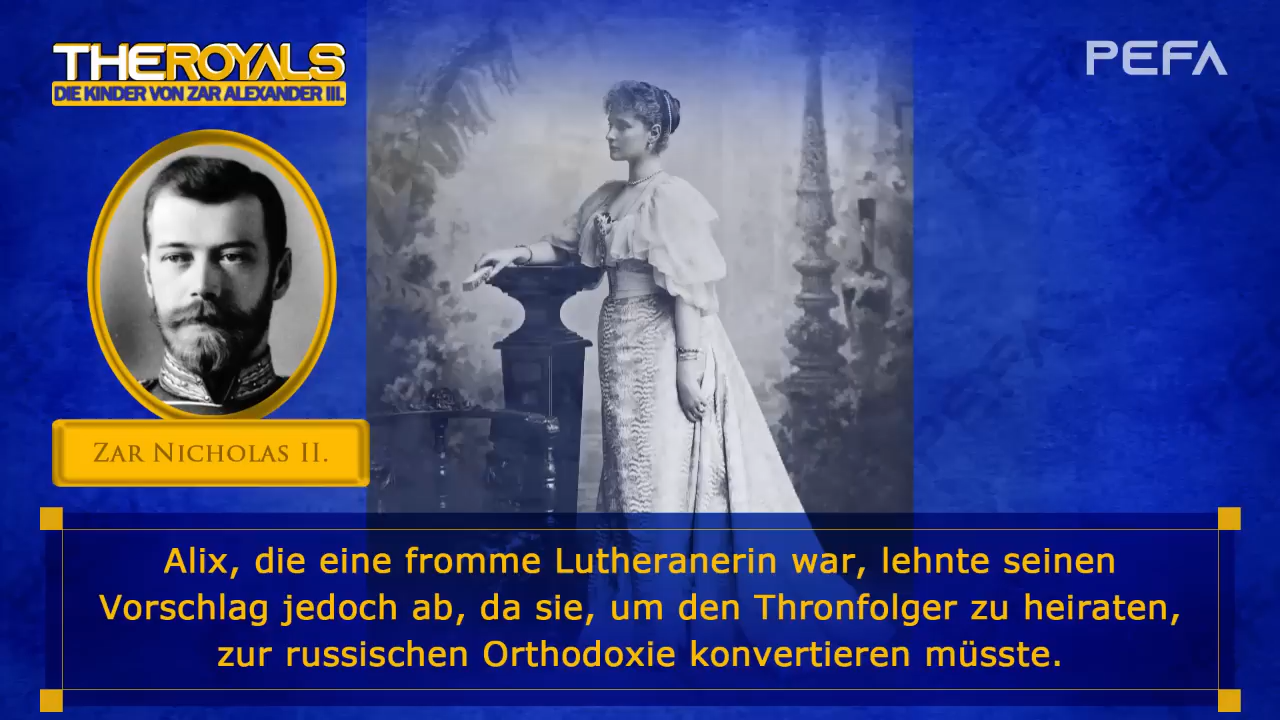 THEROYALS
DIE KINDER VON ZAR ALEXANDER III.
PEFA
Zar Nicholas II.
Alix, die eine fromme Lutheranerin war, lehnte seinen
Vorschlag jedoch ab, da sie, um den Thronfolger zu heiraten,
zur russischen Orthodoxie konvertieren müsste.